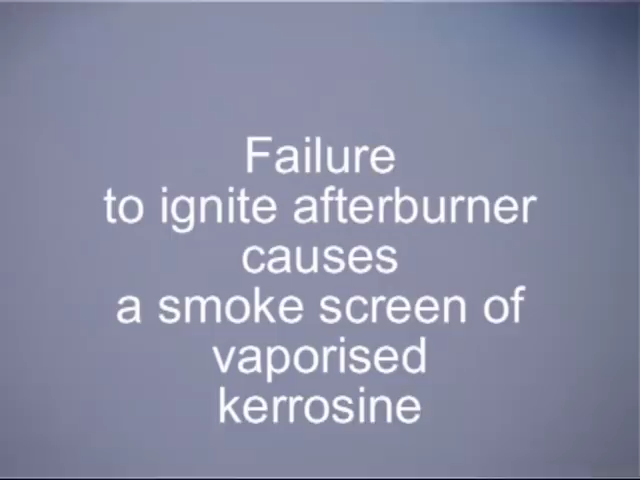 Failure
to ignite afterburner
causes
a smoke screen of
vaporised
kerrosine